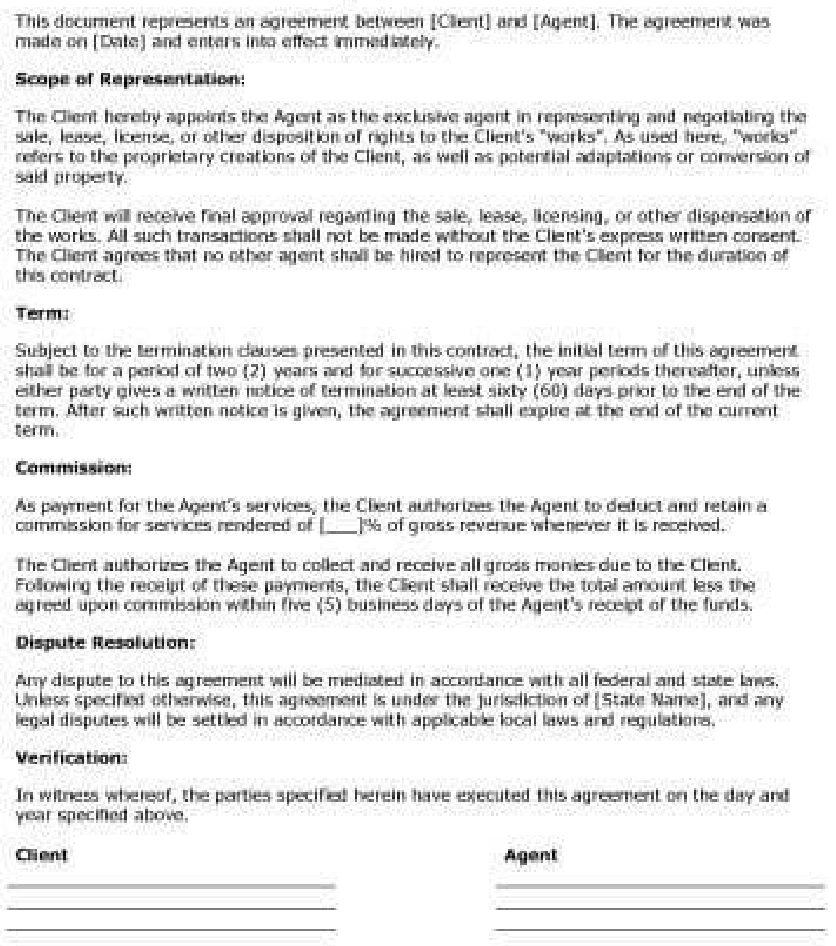 This document represents an agreement between [Client] and [Agent]. The agreement was
made on [Date] and enters into effect immediately.
Scope of Representation:
The Client hereby appoints the Agent as the exclusive agent in representing and negotiating the
sale, lease, license, or other disposition of rights to the Client's "works". As used here, "works"
refers to the proprietary creations of the Client, as well as potential adaptations or conversion of
said property.
The Client will receive final approval regarding the sale, lease, licensing, or other dispensation of
the works. All such transactions shall not be made without the Client's express written consent.
The Client agrees that no other agent shall be hired to represent the Client for the duration of
this contract.
Term:
Subject to the termination clauses presented in this contract, the initial term of this agreement
shall be for a period of two (2) years and for successive one (1) year periods thereafter, unless
either party gives a written notice of termination at least sixty (60) days prior to the end of the
term. After such written notice is given, the agreement shall expire at the end of the current
term.
Commission:
As payment for the Agent's services, the Client authorizes the Agent to deduct and retain a
commission for services rendered of [___]% of gross revenue whenever it is received.
The Client authorizes the Agent to collect and receive all gross monies due to the Client.
Following the receipt of these payments, the Client shall receive the total amount less the
agreed upon commission within five (5) business days of the Agent's receipt of the funds.
Dispute Resolution:
Any dispute to this agreement will be mediated in accordance with all federal and state laws.
Unless specified otherwise, this agreement is under the jurisdiction of [State Name], and any
legal disputes will be settled in accordance with applicable local laws and regulations.
Verification:
In witness whereof, the parties specified herein have executed this agreement on the day and
year specified above.
Client Agent